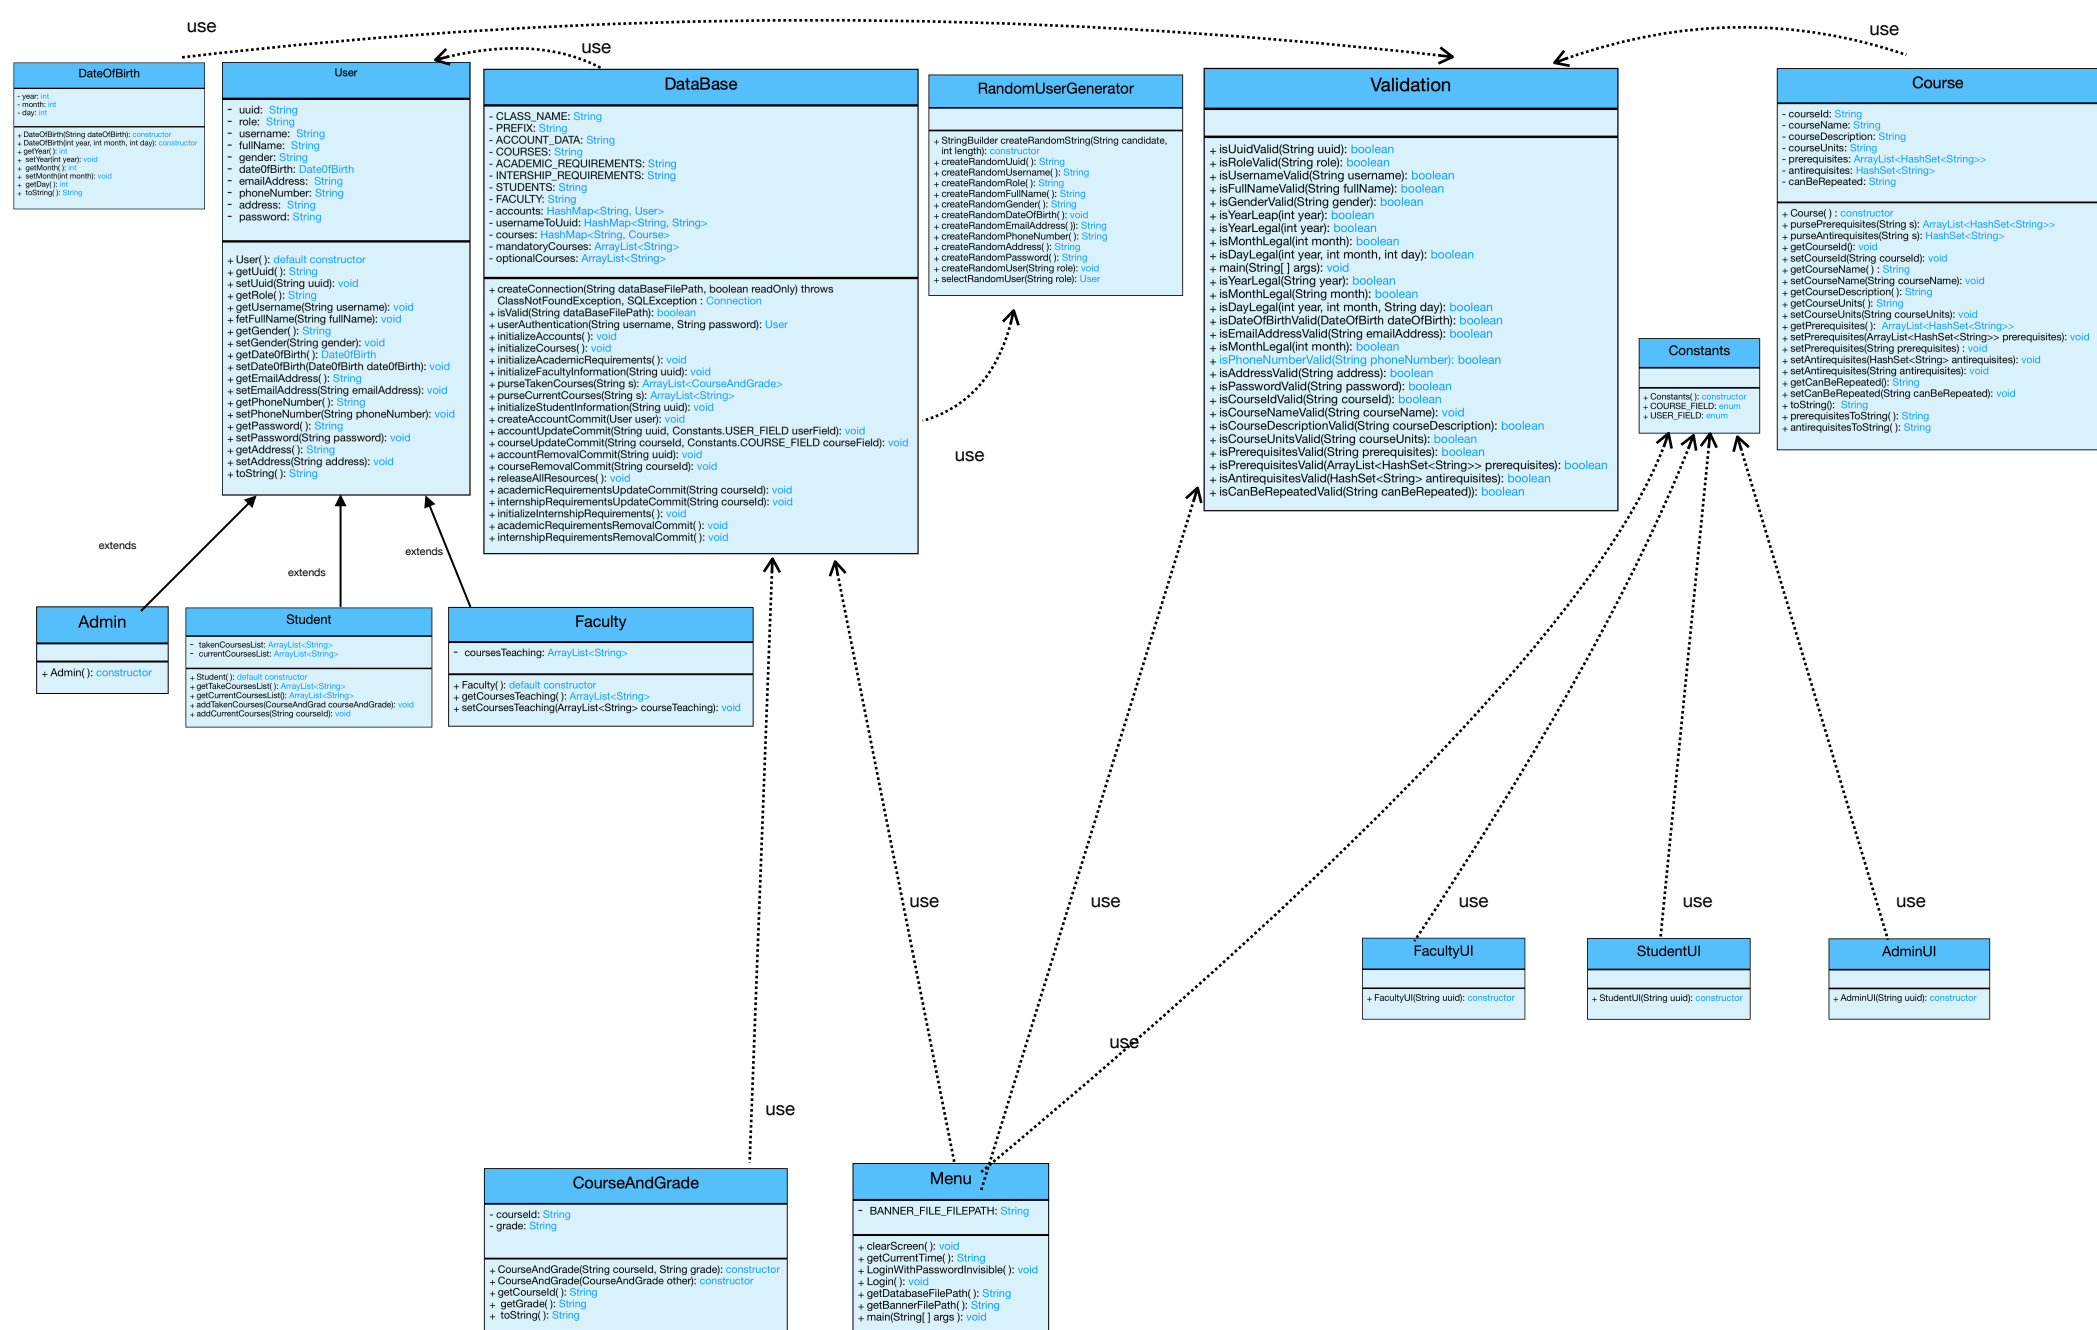 use
use
use
DateOfBirth
- year: int
- month: int
- day: int
+ DateOfBirth(String dateOfBirth): constructor
+ DateOfBirth(int year, int month, int day): constructor
+ getYear( ): int
+ setYear(int year): void
+ getMonth( ): int
+ setMonth(int month): void
+ getDay( ): int
+ toString( ): String
User
- uuid: String
- role: String
- username: String
- fullName: String
- gender: String
- date0fBirth: Date0fBirth
- emailAddress: String
- phoneNumber: String
- address: String
- password: String
+ User( ): default constructor
+ getUuid( ): String
+ setUuid(String uuid): void
+ getRole( ): String
+ getUsername(String username): void
+ fetFullName(String fullName): void
+ getGender( ): String
+ setGender(String gender): void
+ getDate0fBirth( ): Date0fBirth
+ setDate0fBirth(Date0fBirth date0fBirth): void
+ getEmailAddress( ): String
+ setEmailAddress(String emailAddress): void
+ getPhoneNumber( ): String
+ setPhoneNumber(String phoneNumber): void
+ getPassword( ): String
+ setPassword(String password): void
+ getAddress( ): String
+ setAddress(String address): void
+ toString( ): String
DataBase
- CLASS_NAME: String
- PREFIX: String
- ACCOUNT_DATA: String
- COURSES: String
- ACADEMIC_REQUIREMENTS: String
- INTERSHIP_REQUIREMENTS: String
- STUDENTS: String
- FACULTY: String
- accounts: HashMap<String, User>
- usernameToUuid: HashMap<String, String>
- courses: HashMap<String, Course>
- mandatoryCourses: ArrayList<String>
- optionalCourses: ArrayList<String>
+ createConnection(String dataBaseFilePath, boolean readOnly) throws
ClassNotFoundException, SQLException : Connection
+ isValid(String dataBaseFilePath): boolean
+ userAuthentication(String username, String password): User
+ initializeAccounts( ): void
+ initializeCourses( ): void
+ initializeAcademicRequirements( ): void
+ initializeFacultyInformation(String uuid): void
+ purseTakenCourses(String s): ArrayList<CourseAndGrade>
+ purseCurrentCourses(String s): ArrayList<String>
+ initializeStudentInformation(String uuid): void
+ createAccountCommit(User user): void
+ accountUpdateCommit(String uuid, Constants.USER_FIELD userField): void
+ courseUpdateCommit(String courseId, Constants.COURSE_FIELD courseField): void
+ accountRemovalCommit(String uuid): void
+ courseRemovalCommit(String courseId): void
+ releaseAllResources( ): void
+ academicRequirementsUpdateCommit(String courseId): void
+ internshipRequirementsUpdateCommit(String courseId): void
+ initializeInternshipRequirements( ): void
+ academicRequirementsRemovalCommit( ): void
+ internshipRequirementsRemovalCommit( ): void
RandomUserGenerator
+ StringBuilder createRandomString(String candidate,
int length): constructor
+ createRandomUuid( ): String
+ createRandomUsername( ): String
+ createRandomRole( ): String
+ createRandomFullName( ): String
+ createRandomGender( ): String
+ createRandomDateOfBirth( ): void
+ createRandomEmailAddress( )): String
+ createRandomPhoneNumber( ): String
+ createRandomAddress( ): String
+ createRandomPassword( ): String
+ createRandomUser(String role): void
+ selectRandomUser(String role): User
use
Validation
+ isUuidValid(String uuid): boolean
+ isRoleValid(String role): boolean
+ isUsernameValid(String username): boolean
+ isFullNameValid(String fullName): boolean
+ isGenderValid(String gender): boolean
+ isYearLeap(int year): boolean
+ isYearLegal(int year): boolean
+ isMonthLegal(int month): boolean
+ isDayLegal(int year, int month, int day): boolean
+ main(String[ ] args): void
+ isYearLegal(String year): boolean
+ isMonthLegal(String month): boolean
+ isDayLegal(int year, int month, String day): boolean
+ isDateOfBirthValid(DateOfBirth dateOfBirth): boolean
+ isEmailAddressValid(String emailAddress): boolean
+ isMonthLegal(int month): boolean
+ isPhoneNumberValid(String phoneNumber): boolean
+ isAddressValid(String address): boolean
+ isPasswordValid(String password): boolean
+ isCourseIdValid(String courseId): boolean
+ isCourseNameValid(String courseName): void
+ isCourseDescriptionValid(String courseDescription): boolean
+ isCourseUnitsValid(String courseUnits): boolean
+ isPrerequisitesValid(String prerequisites): boolean
+ isPrerequisitesValid(ArrayList<HashSet<String>> prerequisites): boolean
+ isAntirequisitesValid(HashSet<String> antirequisites): boolean
+ isCanBeRepeatedValid(String canBeRepeated)): boolean
Constants
+ Constants( ): constructor
+ COURSE_FIELD: enum
+ USER_FIELD: enum
Course
- courseId: String
- courseName: String
- courseDescription: String
- courseUnits: String
- prerequisites: ArrayList<HashSet<String>>
- antirequisites: HashSet<String>
- canBeRepeated: String
+ Course( ) : constructor
+ pursePrerequisites(String s): ArrayList<HashSet<String>>
+ purseAntirequisites(String s): HashSet<String>
+ getCourseId(): void
+ setCourseId(String courseId): void
+ getCourseName( ) : String
+ setCourseName(String courseName): void
+ getCourseDescription( ): String
+ getCourseUnits( ): String
+ setCourseUnits(String courseUnits): void
+ getPrerequisites( ): ArrayList<HashSet<String>>
+ setPrerequisites(ArrayList<HashSet<String>> prerequisites): void
+ setPrerequisites(String prerequisites) : void
+ setAntirequisites(HashSet<String> antirequisites): void
+ setAntirequisites(String antirequisites): void
+ getCanBeRepeated(): String
+ setCanBeRepeated(String canBeRepeated): void
+ toString(): String
+ prerequisitesToString( ): String
+ antirequisitesToString( ): String
extends
extends
extends
Admin
+ Admin( ): constructor
Student
- takenCoursesList: ArrayList<String>
- currentCoursesList: ArrayList<String>
+ Student( ): default constructor
+ getTakeCoursesList( ): ArrayList<String>
+ getCurrentCoursesList(): ArrayList<String>
+ addTakenCourses(CourseAndGrad courseAndGrade): void
+ addCurrentCourses(String courseId): void
Faculty
- coursesTeaching: ArrayList<String>
+ Faculty( ): default constructor
+ getCoursesTeaching( ): ArrayList<String>
+ setCoursesTeaching(ArrayList<String> courseTeaching): void
use
use
use
use
use
FacultyUI
+ FacultyUI(String uuid): constructor
StudentUI
+ StudentUI(String uuid): constructor
AdminUI
+ AdminUI(String uuid): constructor
use
use
CourseAndGrade
- courseId: String
- grade: String
+ CourseAndGrade(String courseId, String grade): constructor
+ CourseAndGrade(CourseAndGrade other): constructor
+ getCourseId( ): String
+ getGrade( ): String
+ toString( ): String
Menu
- BANNER_FILE_FILEPATH: String
+ clearScreen( ): void
+ getCurrentTime( ): String
+ LoginWithPasswordInvisible( ): void
+ Login( ): void
+ getDatabaseFilePath( ): String
+ getBannerFilePath( ): String
+ main(String[ ] args ): void